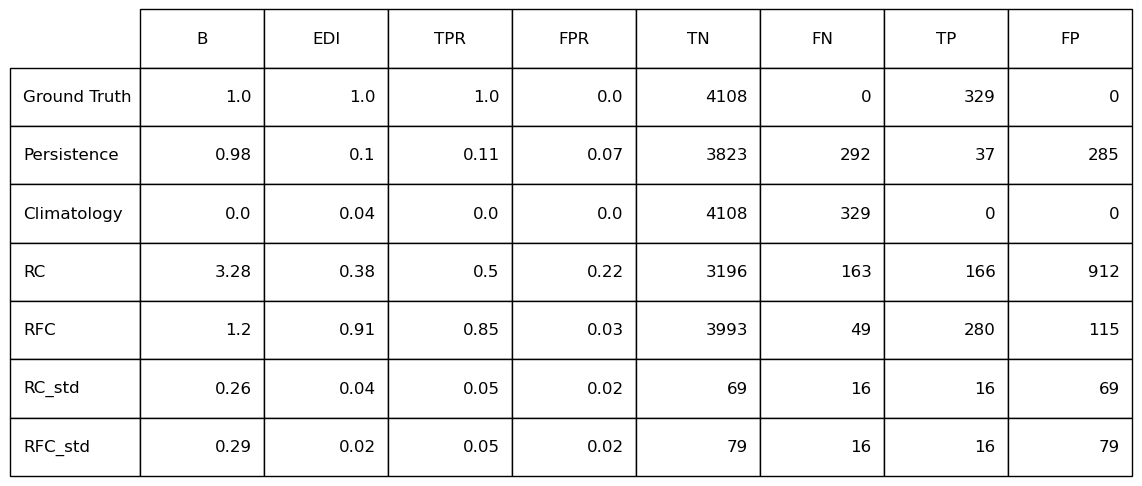 B EDI TPR FPR TN FN TP FP
Ground Truth 1.0 1.0 1.0 0.0 4108 0 329 0
Persistence 0.98 0.1 0.11 0.07 3823 292 37 285
Climatology 0.0 0.04 0.0 0.0 4108 329 0 0
RC 3.28 0.38 0.5 0.22 3196 163 166 912
RFC 1.2 0.91 0.85 0.03 3993 49 280 115
RC_std 0.26 0.04 0.05 0.02 69 16 16 69
RFC_std 0.29 0.02 0.05 0.02 79 16 16 79